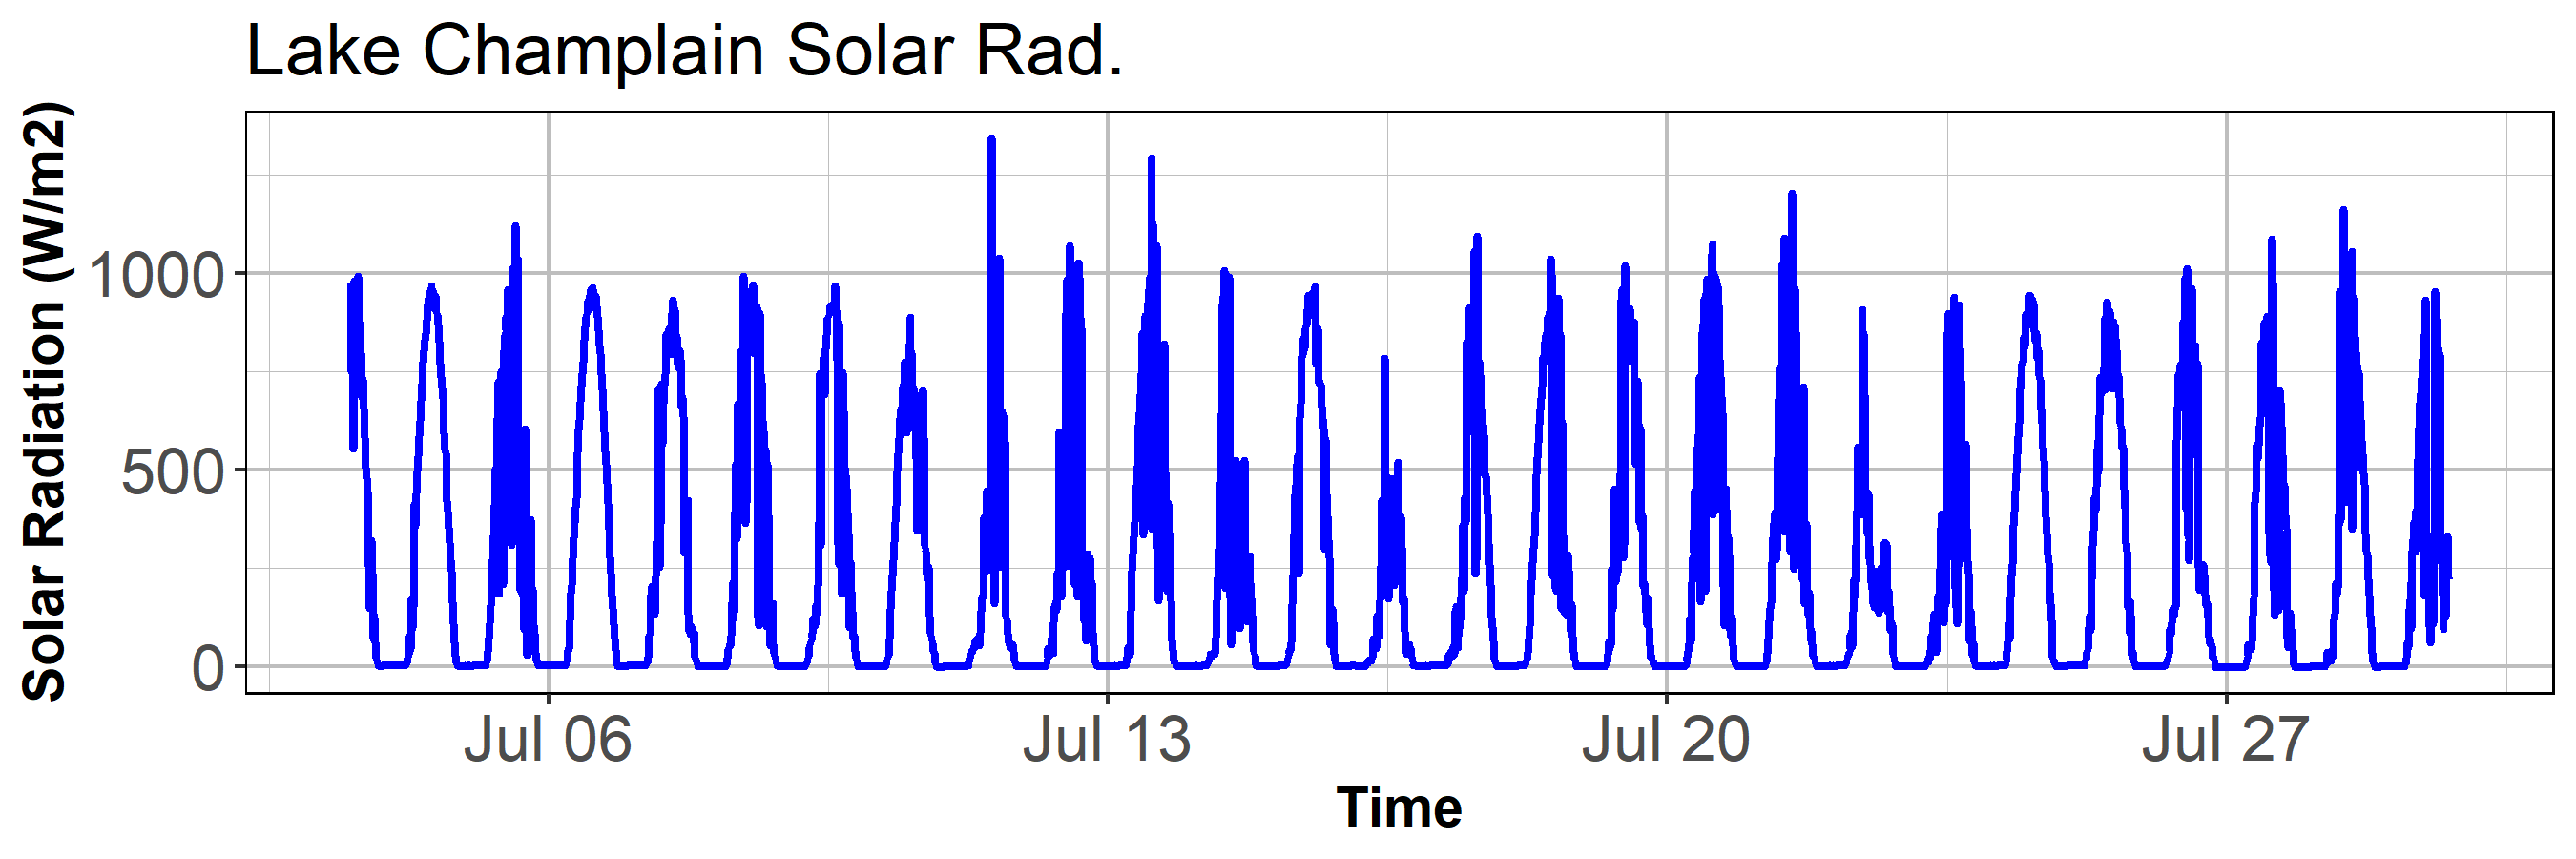 Lake Champlain Solar Rad.
Solar Radiation (W/m2)
1000
500
0
Jul 06 Jul 13 Jul 20 Jul 27
Time